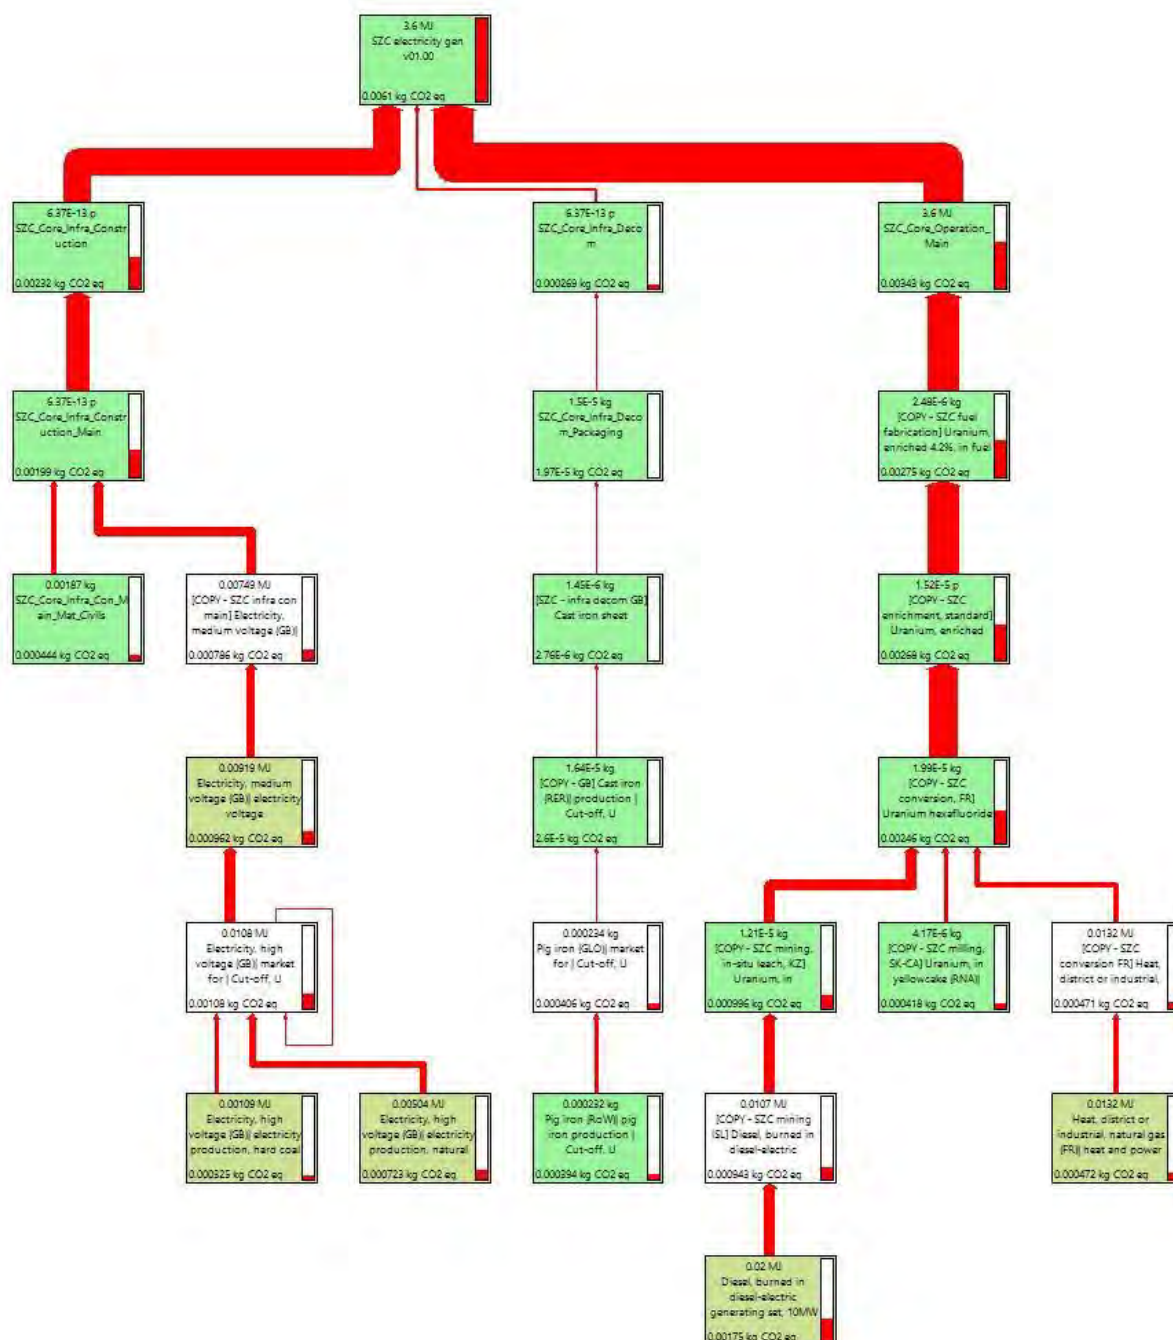 3.6 MJ
SZC electricity gen
v01.00
0.0061 kg CO2 eq
6.37E-13 p
SZC_Core_Infra_Constr
uction
0.00232 kg CO2 eq
6.37E-13 p
SZC_Core_Infra_Deco
m
0.000269 kg CO2 eq
3.6 MJ
SZC_Core_Operation_
Main
0.00343 kg CO2 eq
6.37E-13 p
SZC_Core_Infra_Constr
uction_Main
0.00199 kg CO2 eq
1.5E-5 kg
SZC_Core_Infra_Deco
m_Packaging
1.97E-5 kg CO2 eq
2.48E-6 kg
[COPY - SZC fuel
fabrication] Uranium,
enriched 4.2%, in fuel
0.00275 kg CO2 eq
0.00187 kg
SZC_Core_Infra_Con_M
ain_Mat_Civils
0.000444 kg CO2 eq
0.00749 MJ
[COPY - SZC infra con
main] Electricity,
medium voltage {GB}|
0.000786 kg CO2 eq
1.45E-6 kg
[SZC - infra decom GB]
Cast iron sheet
2.76E-6 kg CO2 eq
1.52E-5 p
[COPY - SZC
enrichment, standard]
Uranium, enriched
0.00268 kg CO2 eq
0.00919 MJ
Electricity, medium
voltage {GB}| electricity
voltage
0.000962 kg CO2 eq
1.64E-5 kg
[COPY - GB] Cast iron
{RER}| production |
Cut-off, U
2.6E-5 kg CO2 eq
1.99E-5 kg
[COPY - SZC
conversion, FR]
Uranium hexafluoride
0.00246 kg CO2 eq
0.0108 MJ
Electricity, high
voltage {GB}| market
for | Cut-off, U
0.00108 kg CO2 eq
0.000234 kg
Pig iron {GLO}| market
for | Cut-off, U
0.000406 kg CO2 eq
1.21E-5 kg
[COPY - SZC mining,
in-situ leach, KZ]
Uranium, in
0.000996 kg CO2 eq
4.17E-6 kg
[COPY - SZC milling,
SK-CA] Uranium, in
yellowcake {RNA}|
0.000418 kg CO2 eq
0.0132 MJ
[COPY - SZC
conversion FR] Heat,
district or industrial,
0.000471 kg CO2 eq
0.00109 MJ
Electricity, high
voltage {GB}| electricity
production, hard coal
0.000325 kg CO2 eq
0.00504 MJ
Electricity, high
voltage {GB}| electricity
production, natural
0.000723 kg CO2 eq
0.000232 kg
Pig iron {RoW}| pig
iron production |
Cut-off, U
0.000394 kg CO2 eq
0.0107 MJ
[COPY - SZC mining
ISL] Diesel, burned in
diesel-electric
0.000943 kg CO2 eq
0.0132 MJ
Heat, district or
industrial, natural gas
{FR}| heat and power
0.000472 kg CO2 eq
0.02 MJ
Diesel, burned in
diesel-electric
generating set, 10MW
0.00175 kg CO2 eq